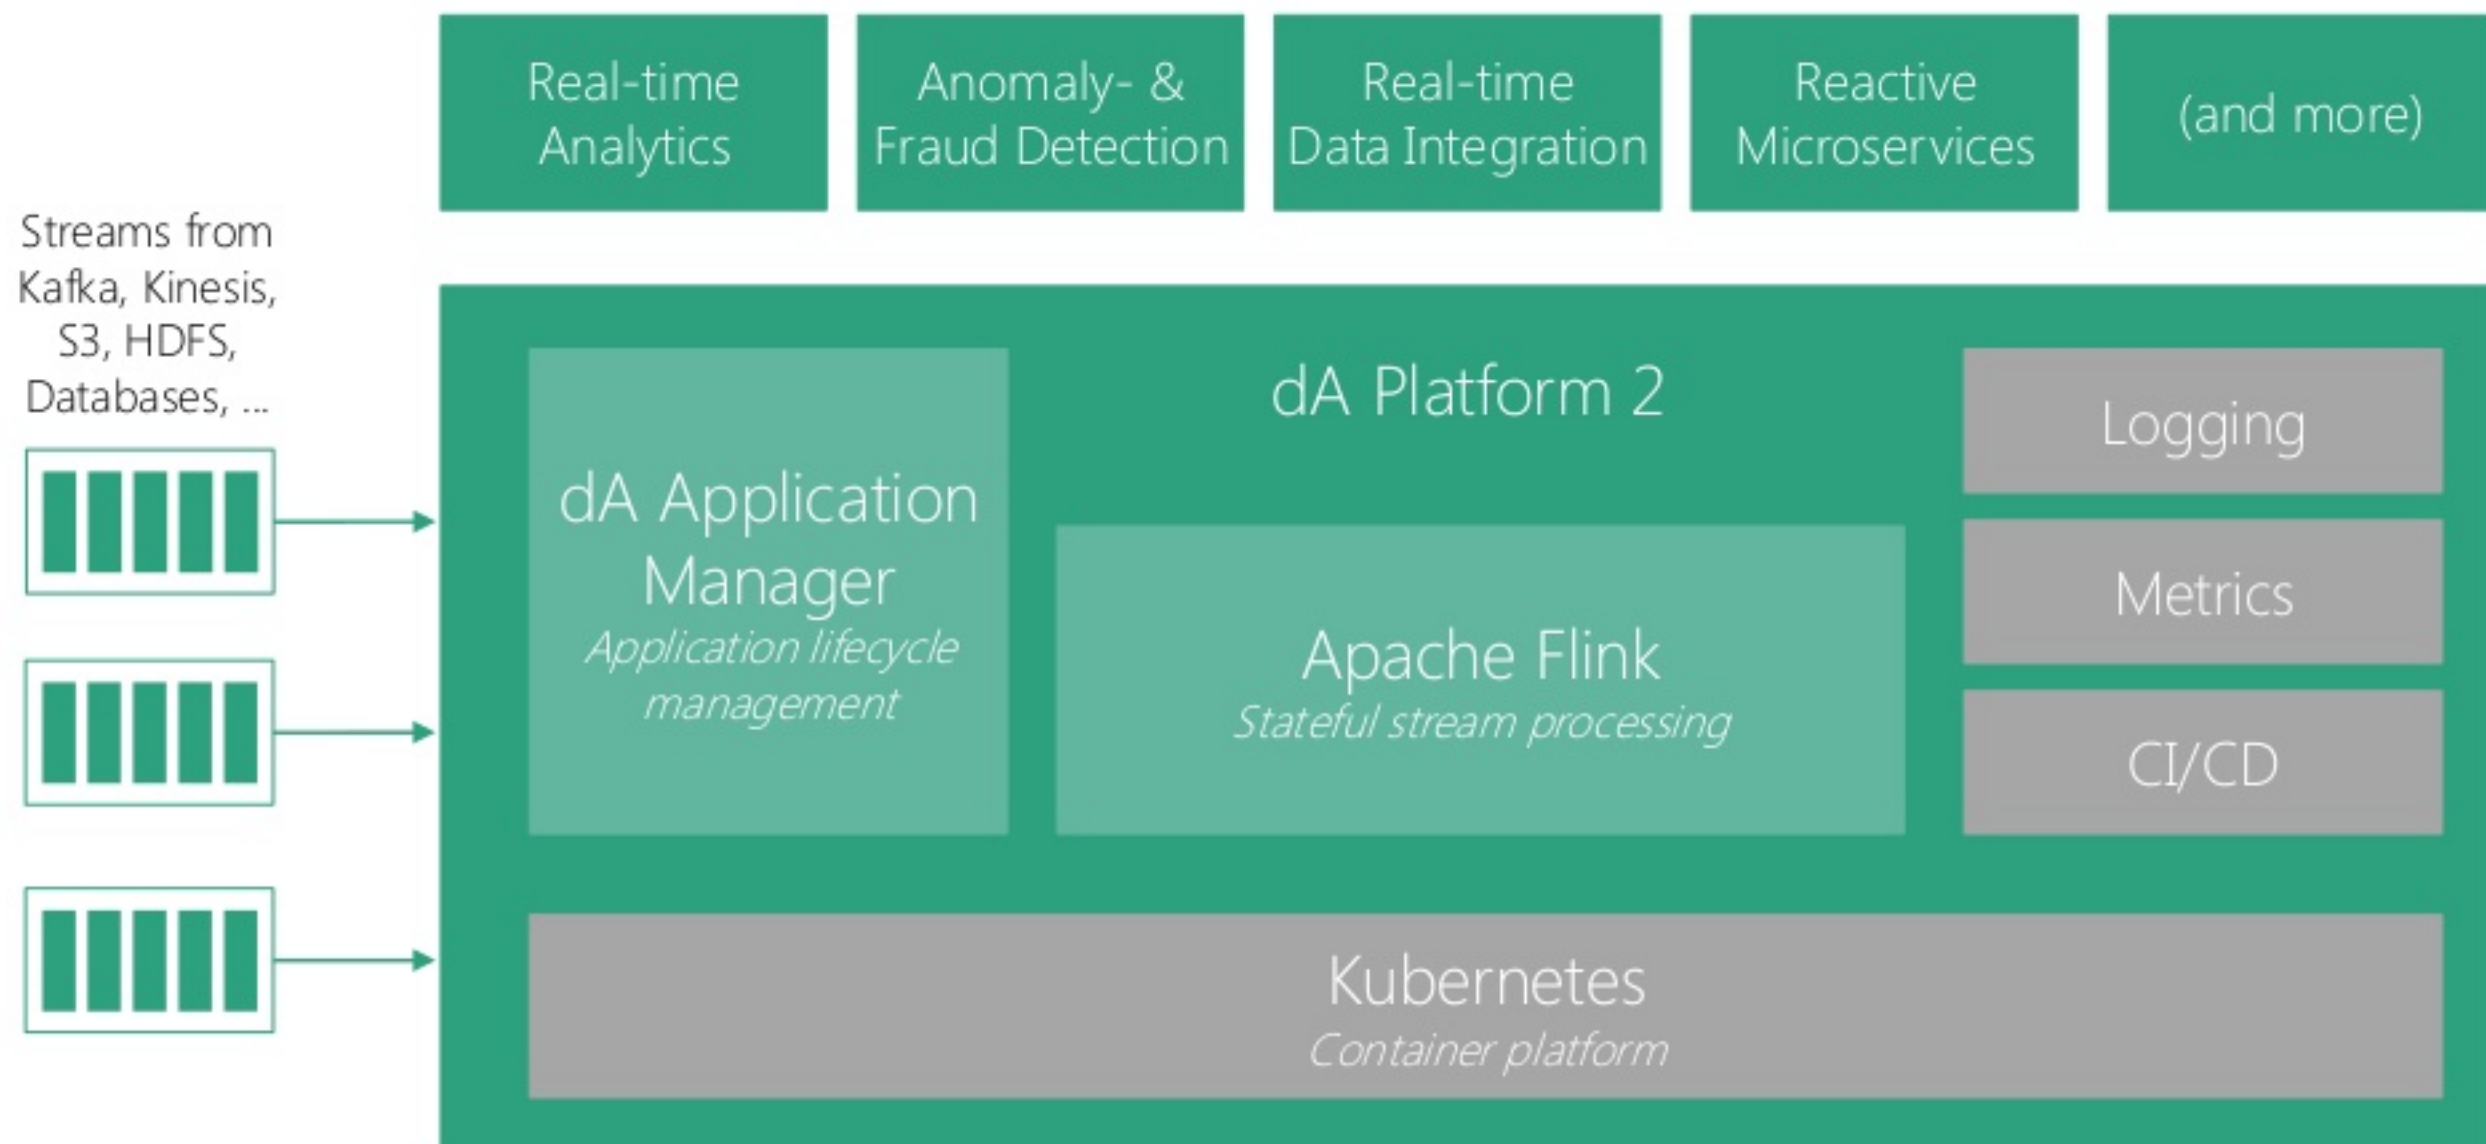 Real-time
Analytics
Anomaly- &
Fraud Detection
Real-time
Data Integration
Reactive
Microservices
(and more)
Streams from
Kafka, Kinesis,
S3, HDFS,
Databases, ...
dA Platform 2
dA Application
Manager
Application lifecycle
management
Apache Flink
Stateful stream processing
Logging
Metrics
CI/CD
Kubernetes
Container platform